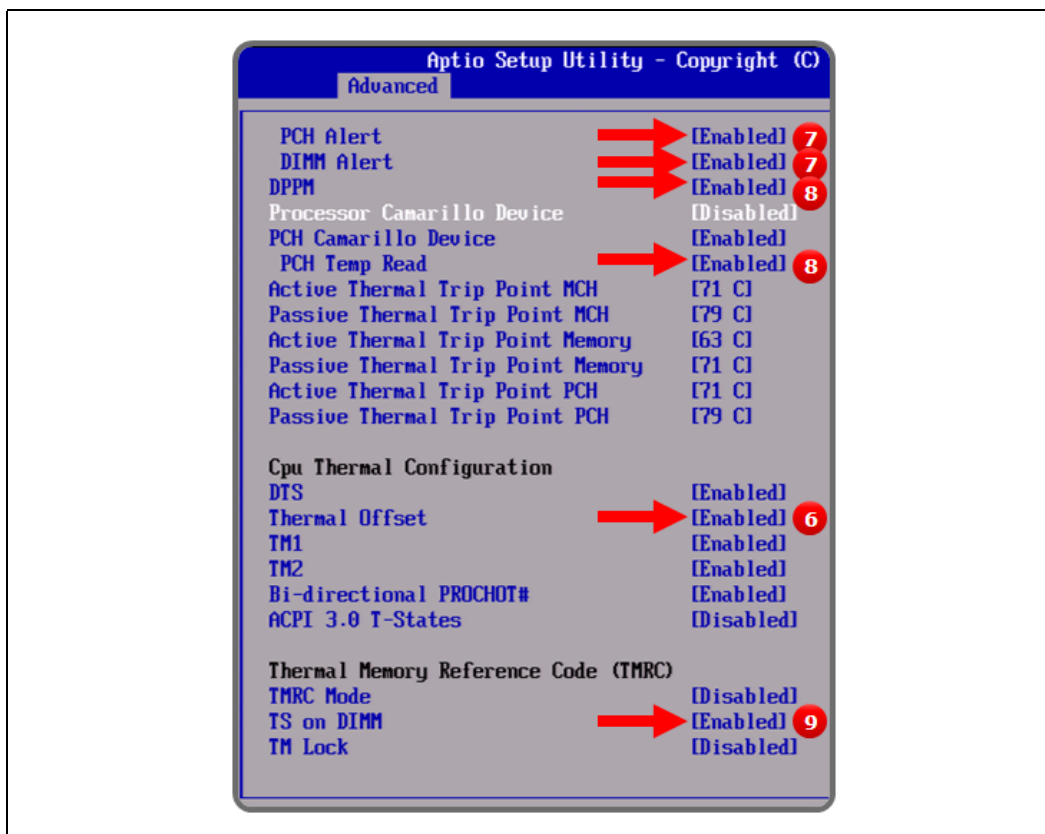 Aptio Setup Utility - Copyright (C)
Advanced
PCH Alert [Enabled] 7
DIMM Alert [Enabled] 7
DPPM [Enabled] 8
Processor Camarillo Device [Disabled]
PCH Camarillo Device [Enabled]
PCH Temp Read [Enabled] 8
Active Thermal Trip Point MCH [71 C]
Passive Thermal Trip Point MCH [79 C]
Active Thermal Trip Point Memory [63 C]
Passive Thermal Trip Point Memory [71 C]
Active Thermal Trip Point PCH [71 C]
Passive Thermal Trip Point PCH [79 C]
Cpu Thermal Configuration
DTS [Enabled]
Thermal Offset [Enabled] 6
TM1 [Enabled]
TM2 [Enabled]
Bi-directional PROCHOT# [Enabled]
ACPI 3.0 T-States [Disabled]
Thermal Memory Reference Code (TMRC)
TMRC Mode [Disabled]
TS on DIMM [Enabled] 9
TM Lock [Disabled]